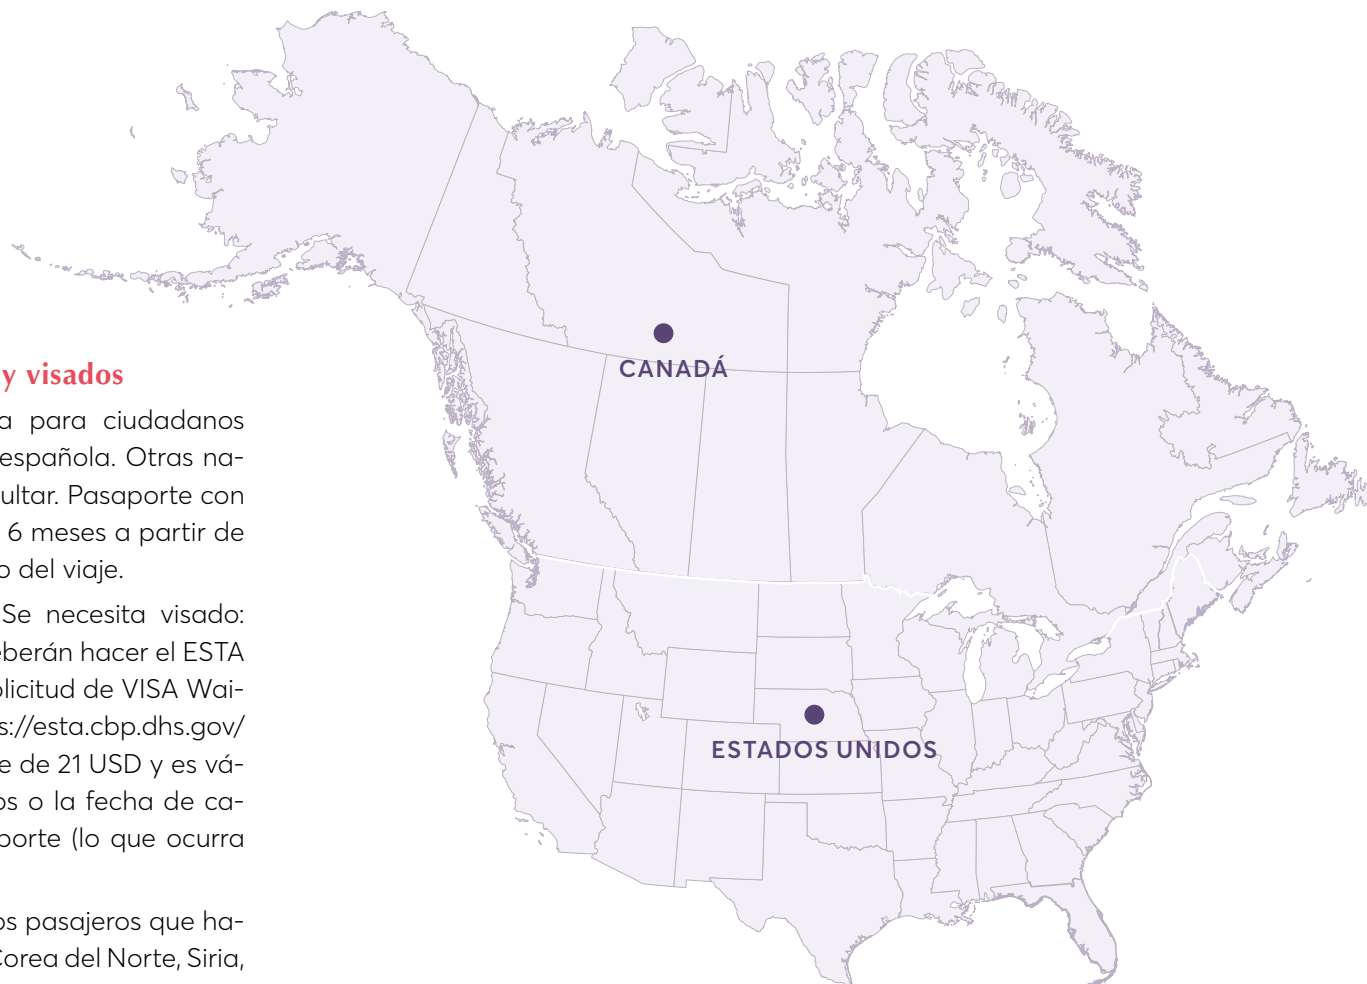 y visados
a para ciudadanos
española. Otras na-
ultar. Pasaporte con
6 meses a partir de
o del viaje.
Se necesita visado:
eberán hacer el ESTA
olicitud de VISA Wai-
s://esta.cbp.dhs.gov/
e de 21 USD y es vá-
os o la fecha de ca-
porte (lo que ocurra
os pasajeros que ha-
Corea del Norte, Siria,
CANADÁ
ESTADOS UNIDOS